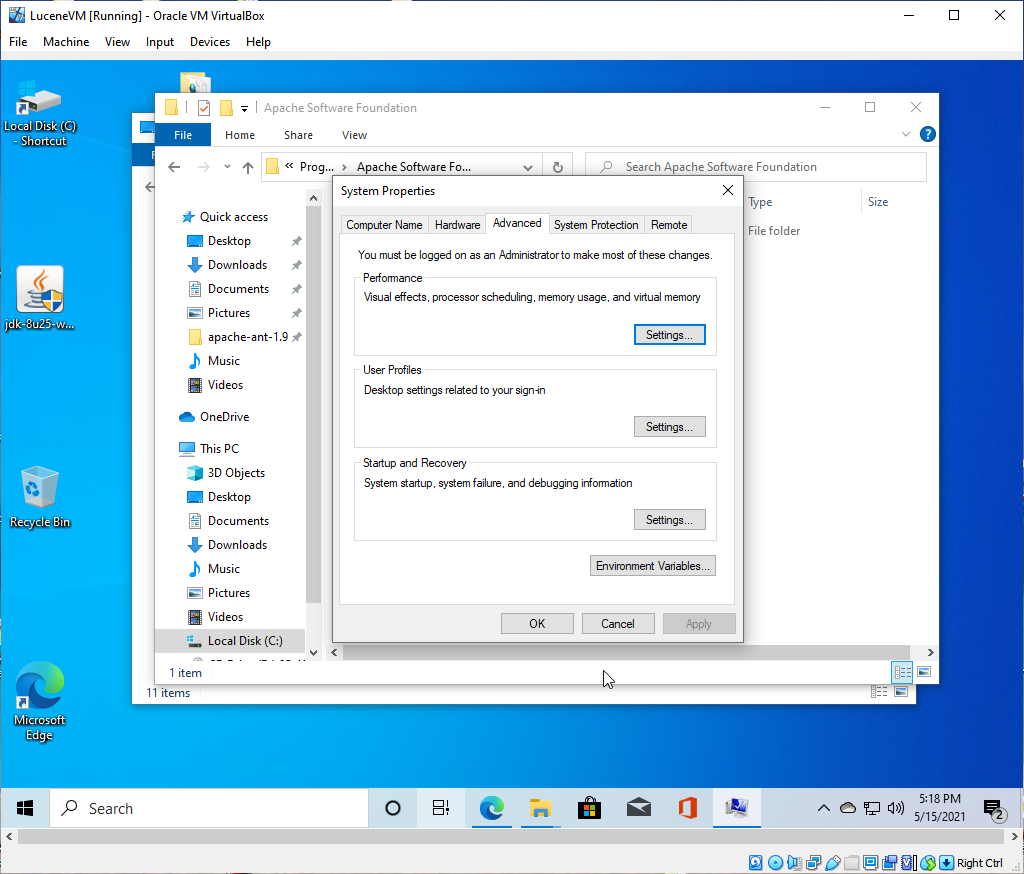 LuceneVM [Running] - Oracle VM VirtualBox
File Machine View Input Devices Help
Local Disk (C)
- Shortcut
jdk-8u25-w...
Recycle Bin
Microsoft
Edge
Apache Software Foundation
File Home Share View
« Prog... › Apache Software Fo...
Search Apache Software Foundation
Type Size
File folder
Quick access
Desktop
Downloads
Documents
Pictures
apache-ant-1.9
Music
Videos
OneDrive
This PC
3D Objects
Desktop
Documents
Downloads
Music
Pictures
Videos
Local Disk (C:)
1 item
11 items
System Properties
Computer Name Hardware Advanced System Protection Remote
You must be logged on as an Administrator to make most of these changes.
Performance
Visual effects, processor scheduling, memory usage, and virtual memory
Settings...
User Profiles
Desktop settings related to your sign-in
Settings...
Startup and Recovery
System startup, system failure, and debugging information
Settings...
Environment Variables...
OK Cancel Apply
Search
5:18 PM
5/15/2021
2
Right Ctrl